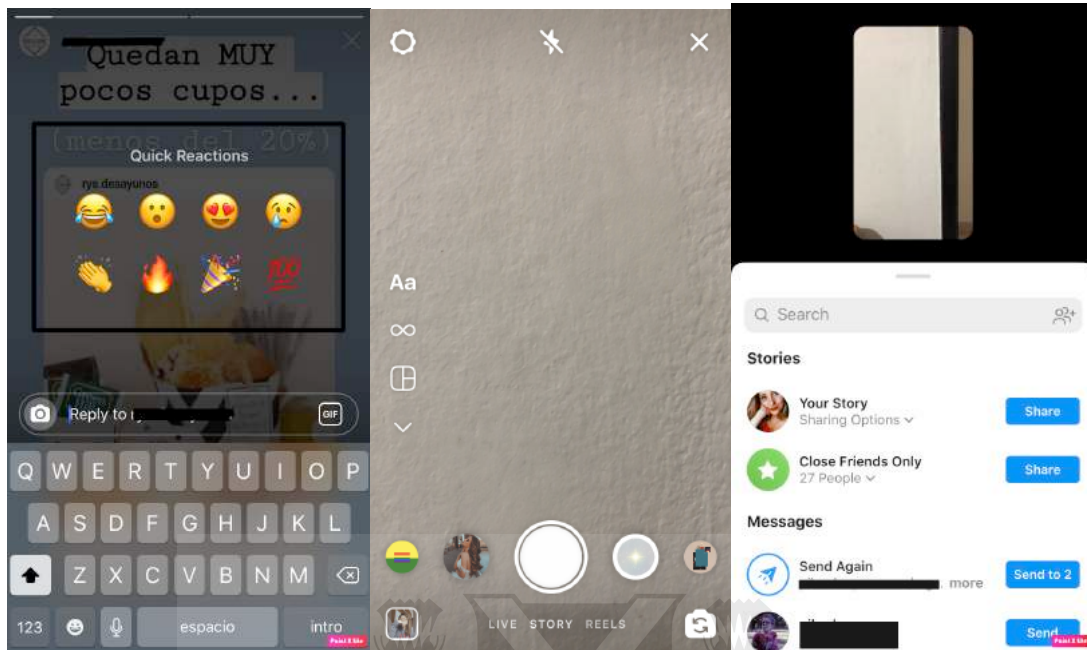 Quedan MUY
pocos cupos...
(menos del 20%)
Quick Reactions
rye.desayunos
100
Reply to
GIF
Q W E R T Y U I O P
A S D F G H J K L
Z X C V B N M
123
espacio
intro
Aa
LIVE STORY REELS
Search
Stories
Your Story
Sharing Options
Share
Close Friends Only
27 People
Share
Messages
Send Again
more
Send to 2
Send